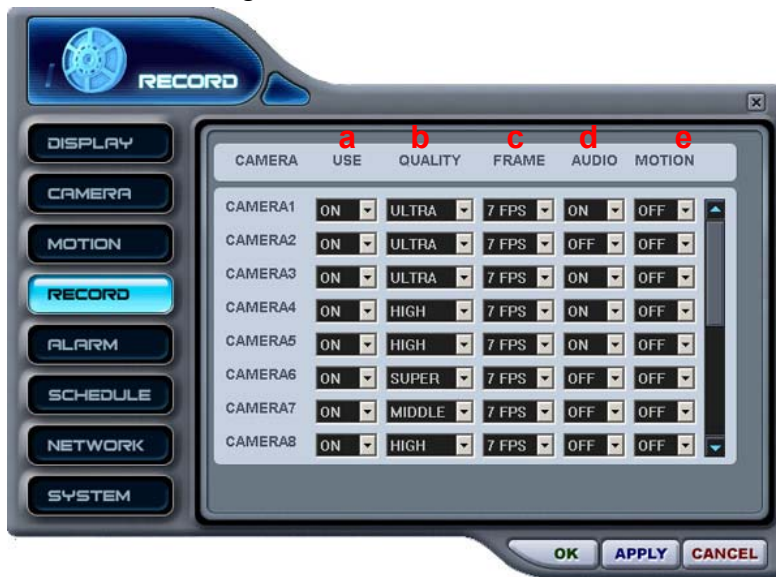 RECORD
DISPLAY
CAMERA
MOTION
RECORD
ALARM
SCHEDULE
NETWORK
SYSTEM
a b c d e
CAMERA USE QUALITY FRAME AUDIO MOTION
CAMERA1 ON ULTRA 7 FPS ON OFF
CAMERA2 ON ULTRA 7 FPS OFF OFF
CAMERA3 ON ULTRA 7 FPS ON OFF
CAMERA4 ON HIGH 7 FPS ON OFF
CAMERA5 ON HIGH 7 FPS ON OFF
CAMERA6 ON SUPER 7 FPS OFF OFF
CAMERA7 ON MIDDLE 7 FPS OFF OFF
CAMERA8 ON HIGH 7 FPS OFF OFF
OK APPLY CANCEL